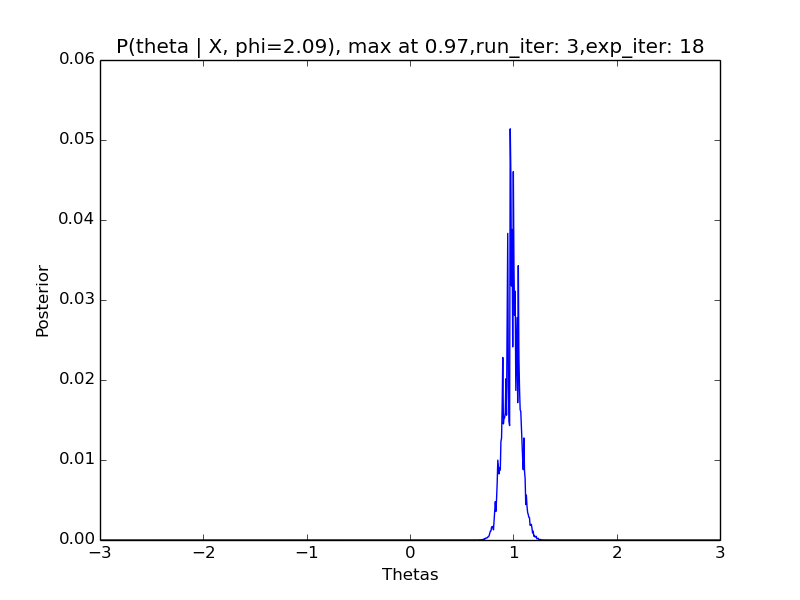 P(theta | X, phi=2.09), max at 0.97,run_iter: 3,exp_iter: 18
0.06
0.05
0.04
0.03
0.02
0.01
0.00
Posterior
−3 −2 −1 0 1 2 3
Thetas